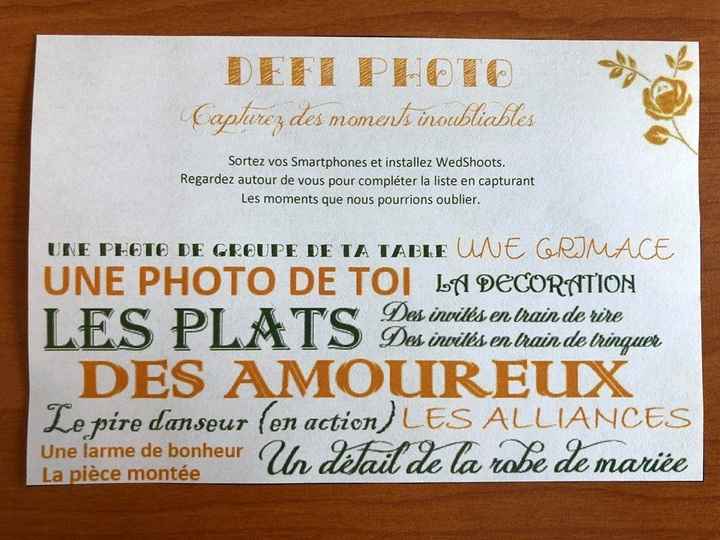 DEFI PHOTO
Capturez des moments inoubliables
Sortez vos Smartphones et installez WedShoots.
Regardez autour de vous pour compléter la liste en capturant
Les moments que nous pourrions oublier.
UNE PHOTO DE GROUPE DE TA TABLE UNE GRIMACE
UNE PHOTO DE TOI LA DECORATION
LES PLATS Des invités en train de rire
Des invités en train de trinquer
DES AMOUREUX
Le pire danseur (en action) LES ALLIANCES
Une larme de bonheur
La pièce montée
Un détail de la robe de mariée